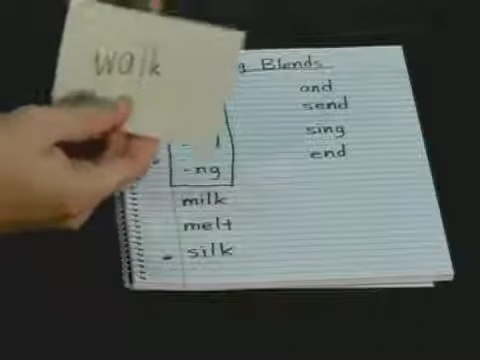 walk
Blends
and
send
sing
end
-ng
milk
melt
silk